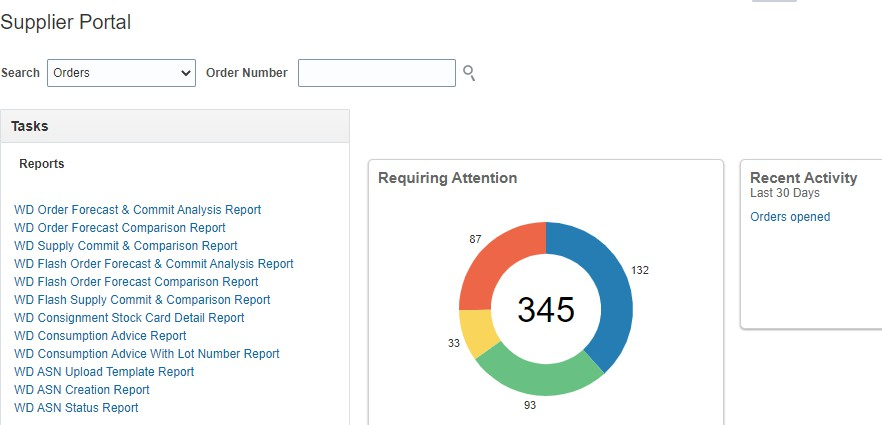 Supplier Portal
Search Orders Order Number
Tasks
Reports
WD Order Forecast & Commit Analysis Report
WD Order Forecast Comparison Report
WD Supply Commit & Comparison Report
WD Flash Order Forecast & Commit Analysis Report
WD Flash Order Forecast Comparison Report
WD Flash Supply Commit & Comparison Report
WD Consignment Stock Card Detail Report
WD Consumption Advice Report
WD Consumption Advice With Lot Number Report
WD ASN Upload Template Report
WD ASN Creation Report
WD ASN Status Report
Requiring Attention
87
132
345
33
93
Recent Activity
Last 30 Days
Orders opened